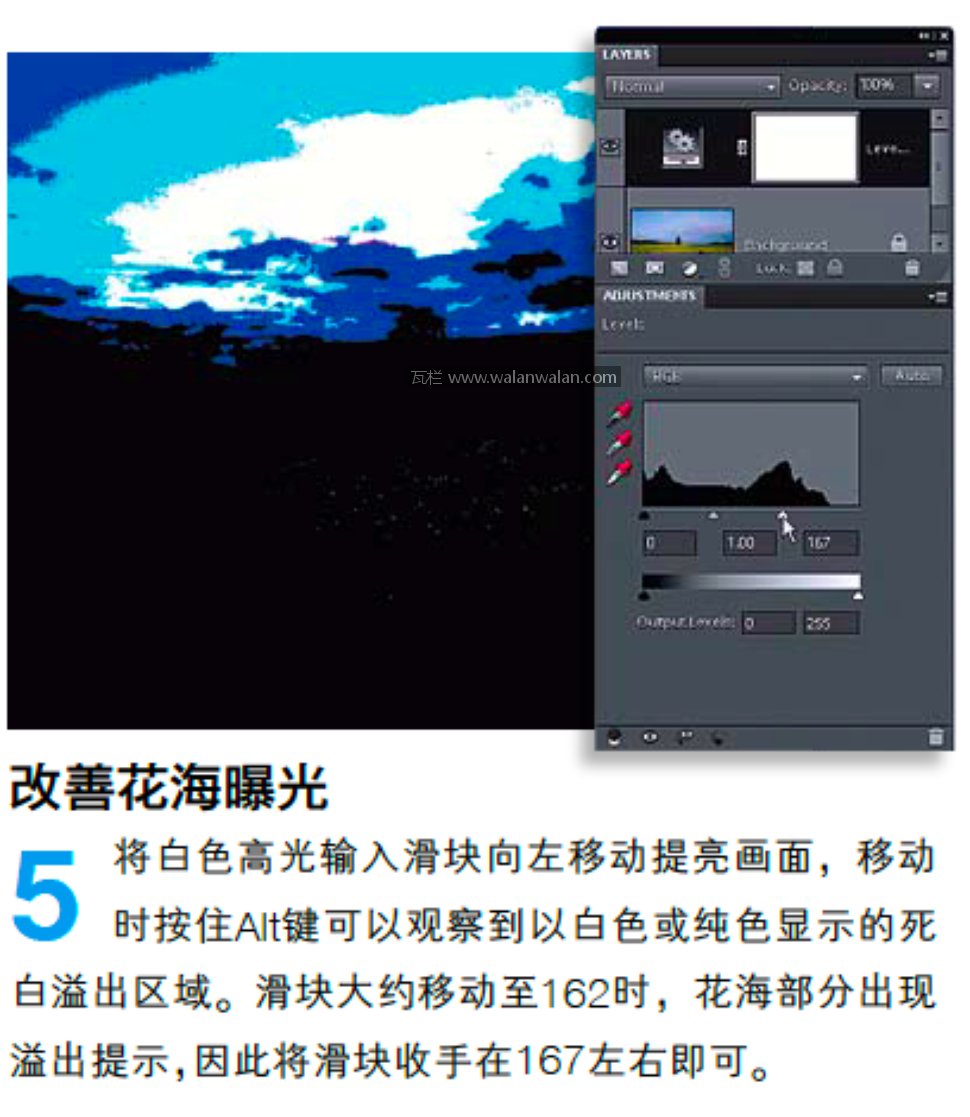 LAYERS
Normal
Opacity: 100%
Leve...
Background
Lock:
ADJUSTMENTS
Levels
瓦栏 www.walanwalan.com
RGB
Auto
0
1.00
167
Output Levels: 0 255
改善花海曝光
5
将白色高光输入滑块向左移动提亮画面，移动
时按住Alt键可以观察到以白色或纯色显示的死
白溢出区域。滑块大约移动至162时，花海部分出现
溢出提示,因此将滑块收手在167左右即可。